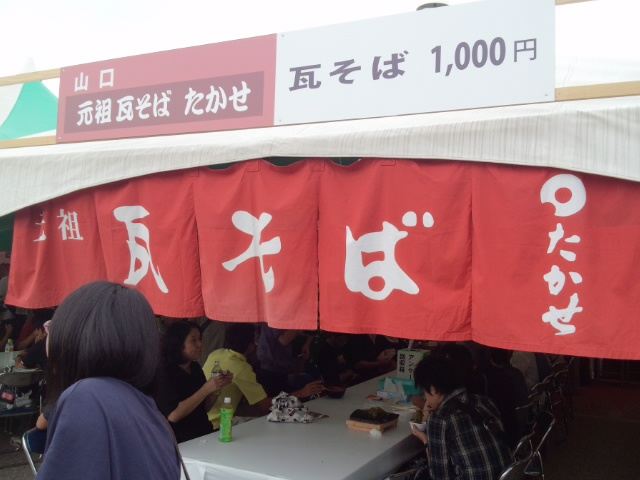 山口
元祖 瓦そば たかせ
瓦そば 1,000円
元祖
瓦そば
たかせ